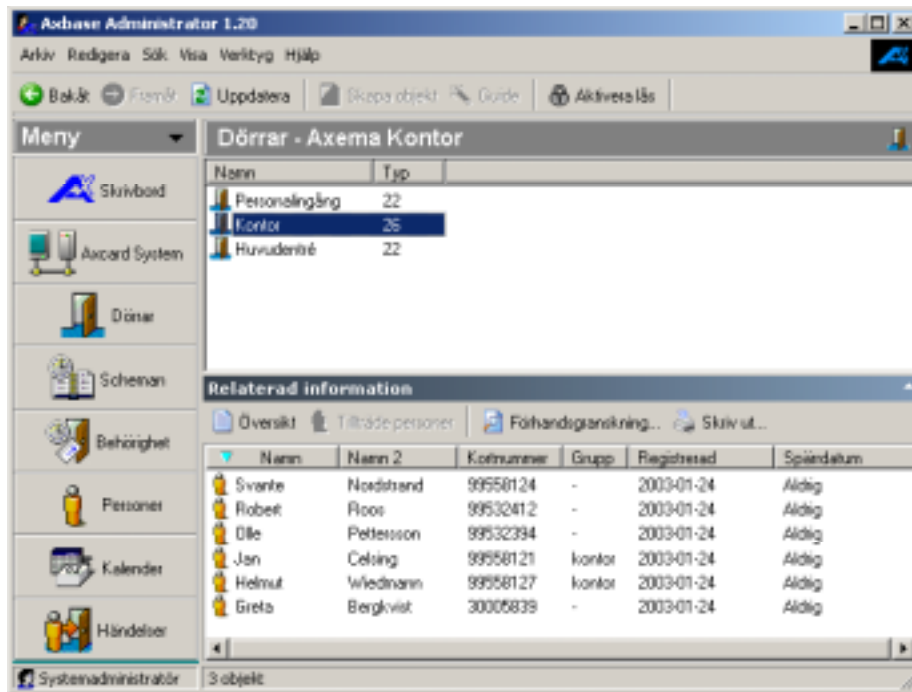 Axbase Administrator 1.20
Arkiv Redigera Sök Visa Verktyg Hjälp
Bakåt Framåt Uppdatera Skapa objekt Guide Aktivera lås
Meny
Dörrar - Axema Kontor
Namn Typ
Personalingång 22
Kontor 26
Huvudentré 22
Skrivbord
Axcard System
Dörrar
Scheman
Behörighet
Personer
Kalender
Händelser
Relaterad information
Översikt Tillträde personer Förhandsgranskning... Skriv ut...
Namn Namn 2 Kortnummer Grupp Registrerad Spärrdatum
Svante Nordstrand 99558124 - 2003-01-24 Aldrig
Robert Roos 99532412 - 2003-01-24 Aldrig
Olle Pettersson 99532394 - 2003-01-24 Aldrig
Jan Celsing 99558121 kontor 2003-01-24 Aldrig
Helmut Wiedmann 99558127 kontor 2003-01-24 Aldrig
Greta Bergkvist 30005839 - 2003-01-24 Aldrig
Systemadministratör 3 objekt